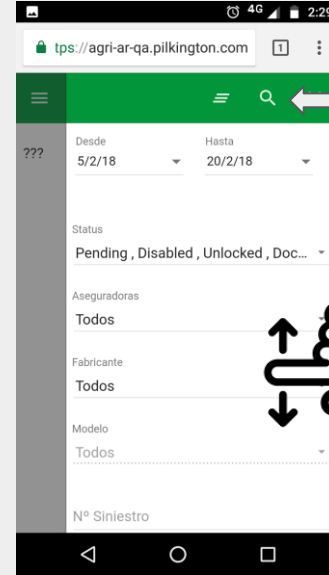 4G 2:29
tps://agri-ar-qa.pilkington.com 1
???
Desde Hasta
5/2/18 20/2/18
Status
Pending , Disabled , Unlocked , Doc...
Aseguradoras
Todos
Fabricante
Todos
Modelo
Todos
Nº Siniestro